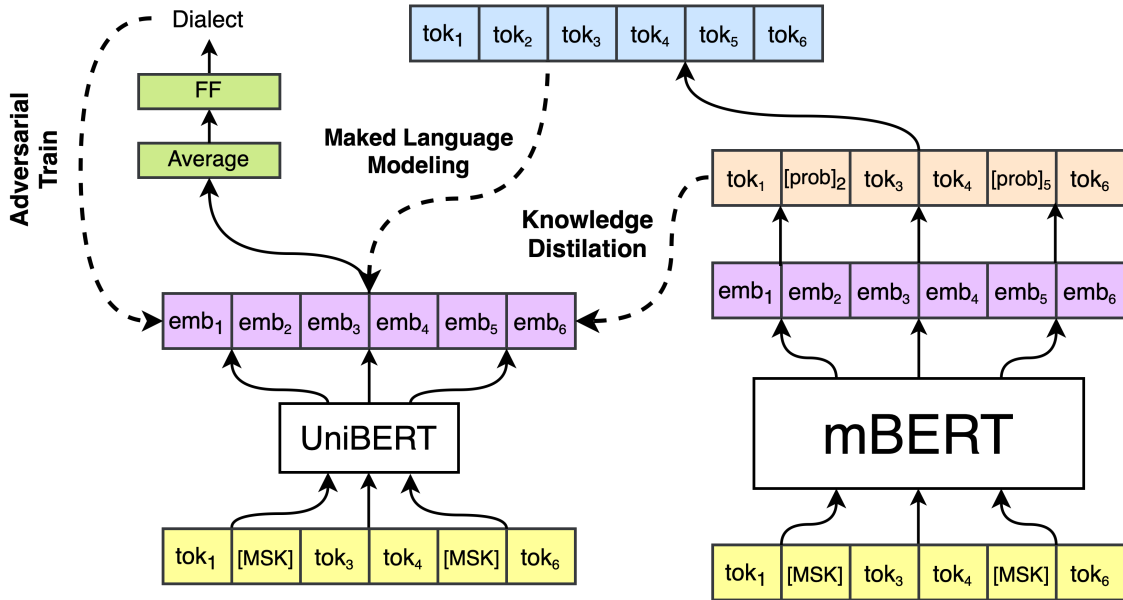 Dialect
tok1 tok2 tok3 tok4 tok5 tok6
FF
Average
Adversarial
Train
Maked Language
Modeling
tok1 [prob]2 tok3 tok4 [prob]5 tok6
Knowledge
Distilation
emb1 emb2 emb3 emb4 emb5 emb6
emb1 emb2 emb3 emb4 emb5 emb6
UniBERT
mBERT
tok1 [MSK] tok3 tok4 [MSK] tok6
tok1 [MSK] tok3 tok4 [MSK] tok6